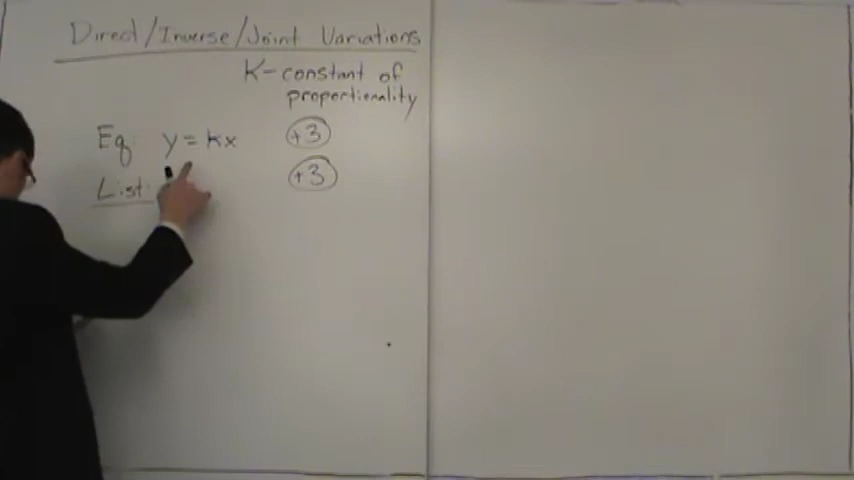 Direct/Inverse/Joint Variations
K-constant of
proportionality
Eq: y = kx +3
List: +3